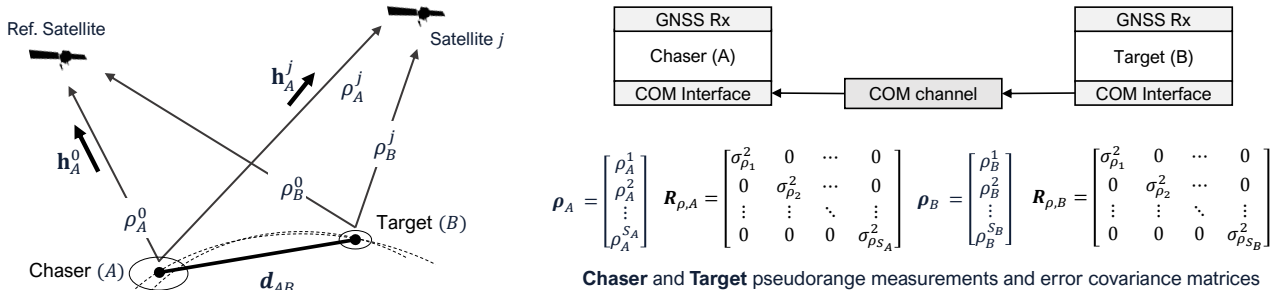 Ref. Satellite
Satellite j
𝐡_A^j
ρ_A^j
𝐡_A^0
ρ_B^j
ρ_B^0
ρ_A^0
Target (B)
Chaser (A)
𝒅_AB
GNSS Rx
Chaser (A)
COM Interface
COM channel
GNSS Rx
Target (B)
COM Interface
𝝆_A = [ρ_A^1 ρ_A^2 ⋮ ρ_A^{S_A}] 𝑹_{ρ,A} = [σ_{ρ_1}^2 0 ⋯ 0; 0 σ_{ρ_2}^2 ⋯ 0; ⋮ ⋮ ⋱ ⋮; 0 0 0 σ_{ρ_{S_A}}^2] 𝝆_B = [ρ_B^1 ρ_B^2 ⋮ ρ_B^{S_B}] 𝑹_{ρ,B} = [σ_{ρ_1}^2 0 ⋯ 0; 0 σ_{ρ_2}^2 ⋯ 0; ⋮ ⋮ ⋱ ⋮; 0 0 0 σ_{ρ_{S_B}}^2]
Chaser and Target pseudorange measurements and error covariance matrices